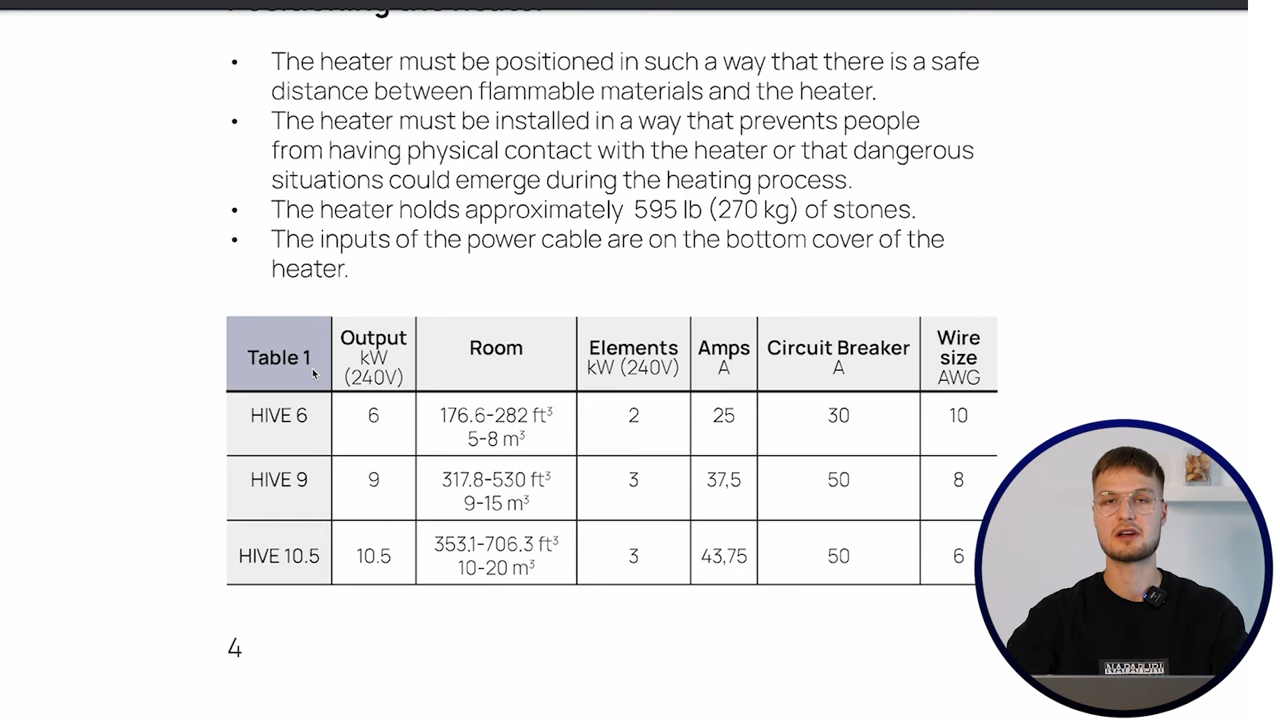 Positioning the heater
• The heater must be positioned in such a way that there is a safe
distance between flammable materials and the heater.
• The heater must be installed in a way that prevents people
from having physical contact with the heater or that dangerous
situations could emerge during the heating process.
• The heater holds approximately 595 lb (270 kg) of stones.
• The inputs of the power cable are on the bottom cover of the
heater.
Table 1 Output kW (240V) Room Elements kW (240V) Amps A Circuit Breaker A Wire size AWG
HIVE 6 6 176.6-282 ft³ 5-8 m³ 2 25 30 10
HIVE 9 9 317.8-530 ft³ 9-15 m³ 3 37,5 50 8
HIVE 10.5 10.5 353.1-706.3 ft³ 10-20 m³ 3 43,75 50 6
4
NAPAPIJRI